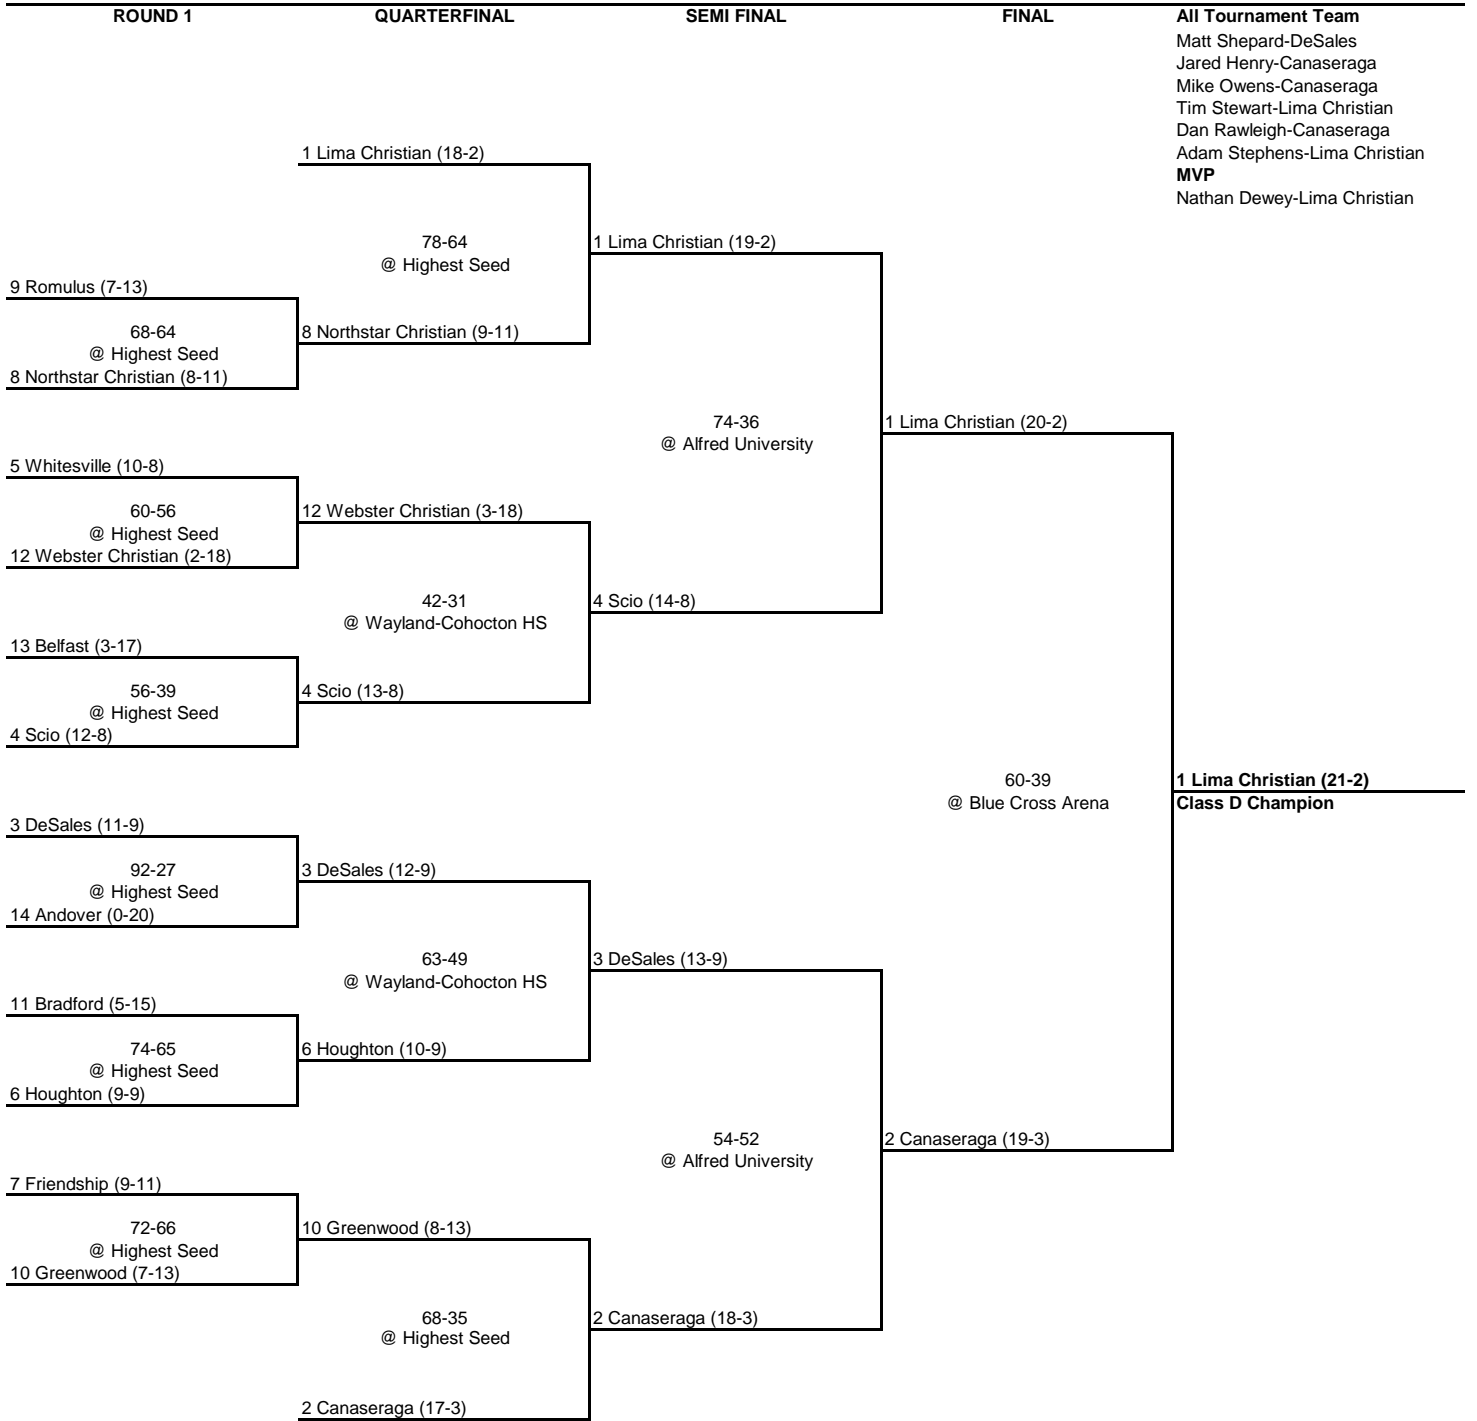 ROUND 1 QUARTERFINAL SEMI FINAL FINAL All Tournament Team
Matt Shepard-DeSales
Jared Henry-Canaseraga
Mike Owens-Canaseraga
Tim Stewart-Lima Christian
Dan Rawleigh-Canaseraga
1 Lima Christian (18-2) Adam Stephens-Lima Christian
MVP
Nathan Dewey-Lima Christian
78-64 1 Lima Christian (19-2)
@ Highest Seed
9 Romulus (7-13)
68-64 8 Northstar Christian (9-11)
@ Highest Seed
8 Northstar Christian (8-11)
74-36 1 Lima Christian (20-2)
@ Alfred University
5 Whitesville (10-8)
60-56 12 Webster Christian (3-18)
@ Highest Seed
12 Webster Christian (2-18)
42-31 4 Scio (14-8)
@ Wayland-Cohocton HS
13 Belfast (3-17)
56-39 4 Scio (13-8)
@ Highest Seed
4 Scio (12-8)
60-39 1 Lima Christian (21-2)
@ Blue Cross Arena Class D Champion
3 DeSales (11-9)
92-27 3 DeSales (12-9)
@ Highest Seed
14 Andover (0-20)
63-49 3 DeSales (13-9)
@ Wayland-Cohocton HS
11 Bradford (5-15)
74-65 6 Houghton (10-9)
@ Highest Seed
6 Houghton (9-9)
54-52 2 Canaseraga (19-3)
@ Alfred University
7 Friendship (9-11)
72-66 10 Greenwood (8-13)
@ Highest Seed
10 Greenwood (7-13)
68-35 2 Canaseraga (18-3)
@ Highest Seed
2 Canaseraga (17-3)